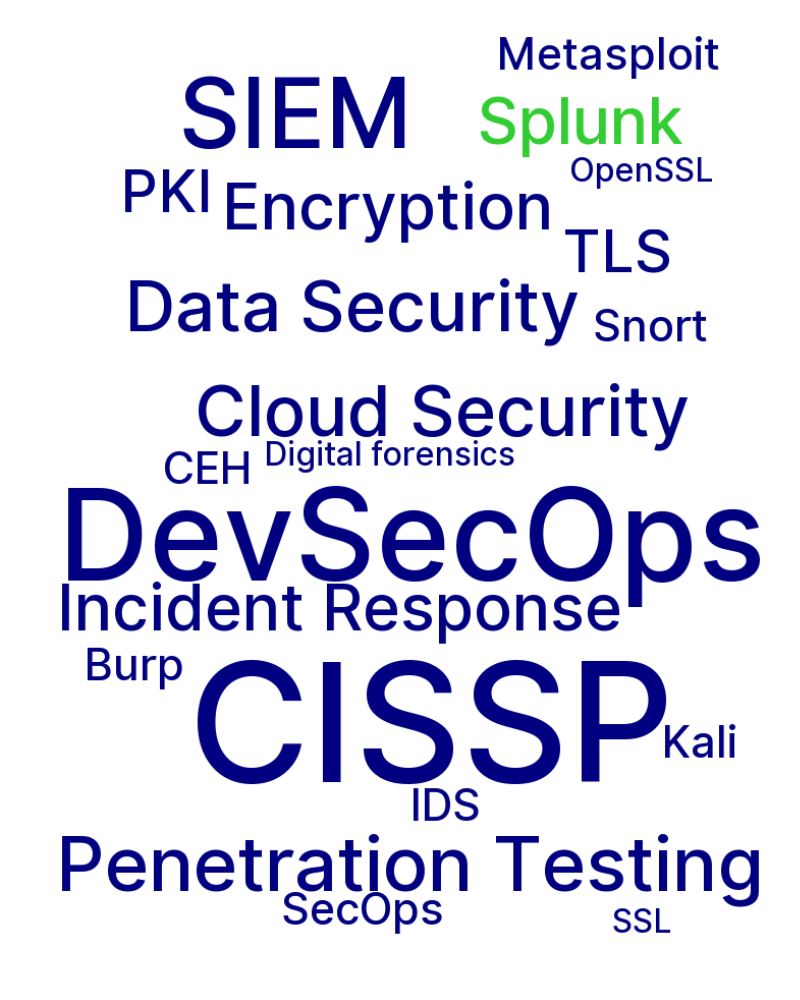 Metasploit
SIEM
Splunk
OpenSSL
PKI
Encryption
TLS
Data Security
Snort
Cloud Security
CEH
Digital forensics
DevSecOps
Incident Response
Burp
CISSP
Kali
IDS
Penetration Testing
SecOps
SSL